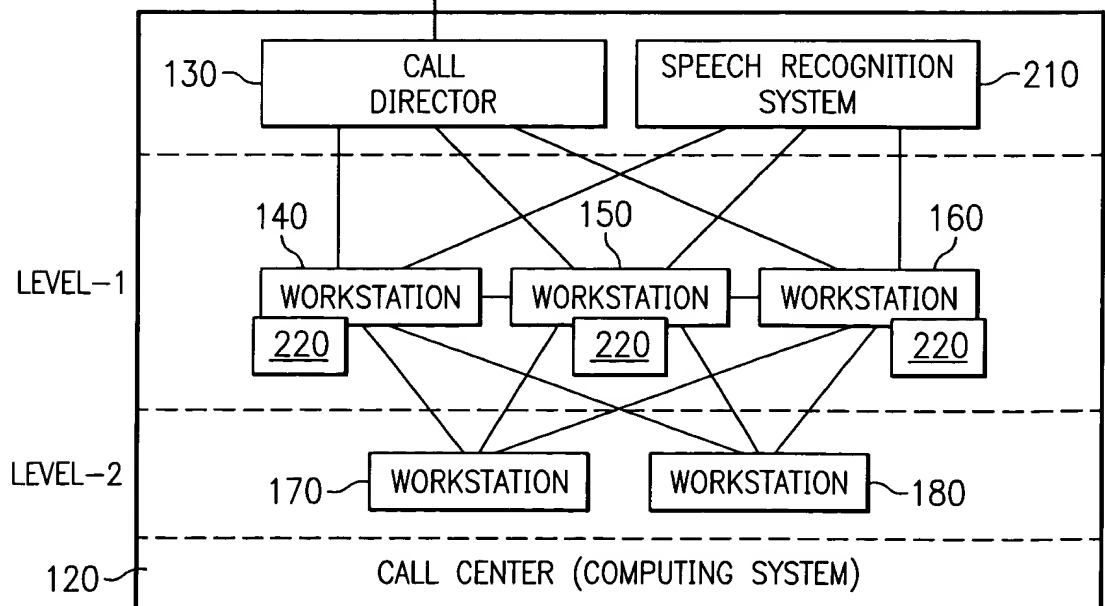 130
CALL
DIRECTOR
SPEECH RECOGNITION
SYSTEM
210
140
150
160
LEVEL-1
WORKSTATION
WORKSTATION
WORKSTATION
220
220
220
LEVEL-2
170
WORKSTATION
WORKSTATION
180
120
CALL CENTER (COMPUTING SYSTEM)